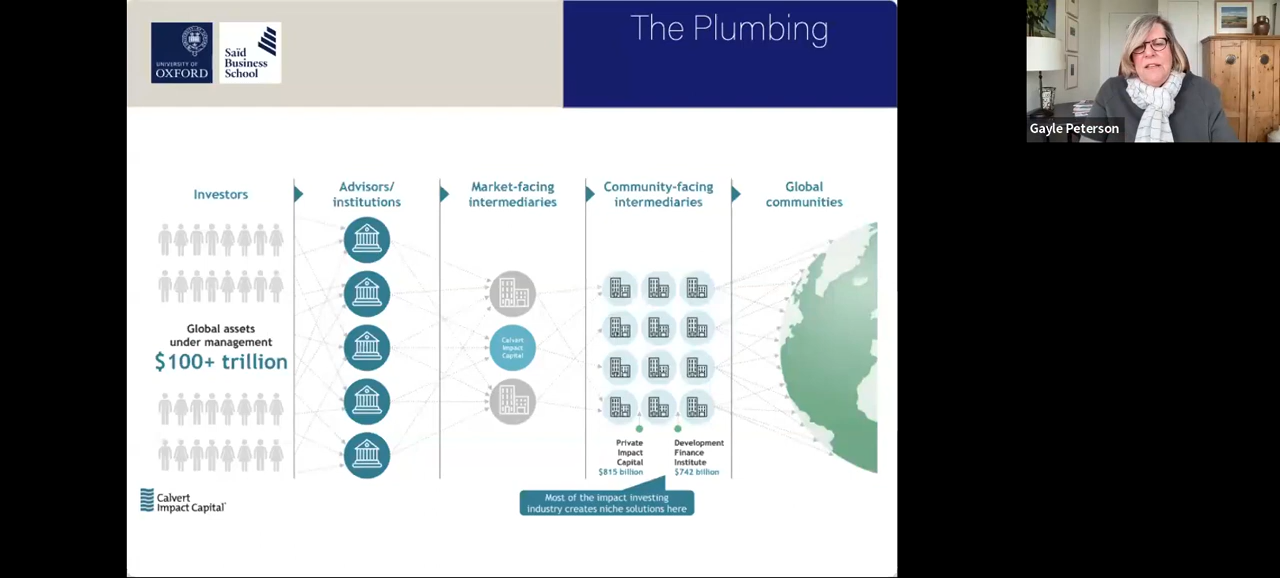 UNIVERSITY OF
OXFORD
Saïd
Business
School
The Plumbing
Gayle Peterson
Investors
Advisors/
institutions
Market-facing
intermediaries
Community-facing
intermediaries
Global
communities
Global assets
under management
$100+ trillion
Calvert
Impact
Capital
Private
Impact
Capital
$815 billion
Development
Finance
Institute
$742 billion
Most of the impact investing
industry creates niche solutions here
Calvert
Impact Capital